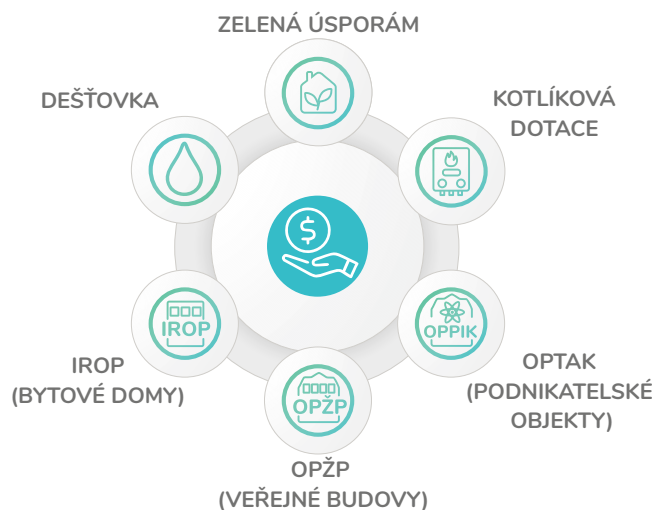 ZELENÁ ÚSPORÁM
DEŠŤOVKA
KOTLÍKOVÁ
DOTACE
$
IROP
OPPIK
IROP
(BYTOVÉ DOMY)
OPTAK
(PODNIKATELSKÉ
OBJEKTY)
OPŽP
OPŽP
(VEŘEJNÉ BUDOVY)